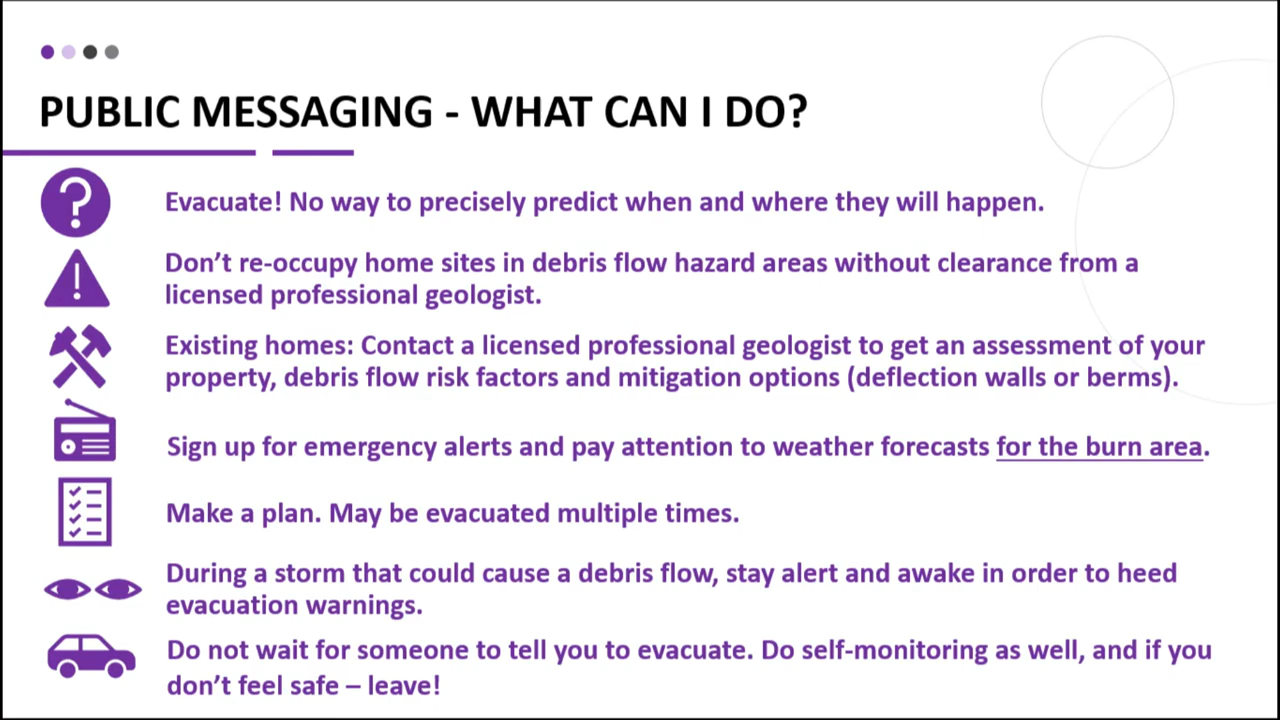 PUBLIC MESSAGING - WHAT CAN I DO?
Evacuate! No way to precisely predict when and where they will happen.
Don’t re-occupy home sites in debris flow hazard areas without clearance from a
licensed professional geologist.
Existing homes: Contact a licensed professional geologist to get an assessment of your
property, debris flow risk factors and mitigation options (deflection walls or berms).
Sign up for emergency alerts and pay attention to weather forecasts for the burn area.
Make a plan. May be evacuated multiple times.
During a storm that could cause a debris flow, stay alert and awake in order to heed
evacuation warnings.
Do not wait for someone to tell you to evacuate. Do self-monitoring as well, and if you
don’t feel safe – leave!